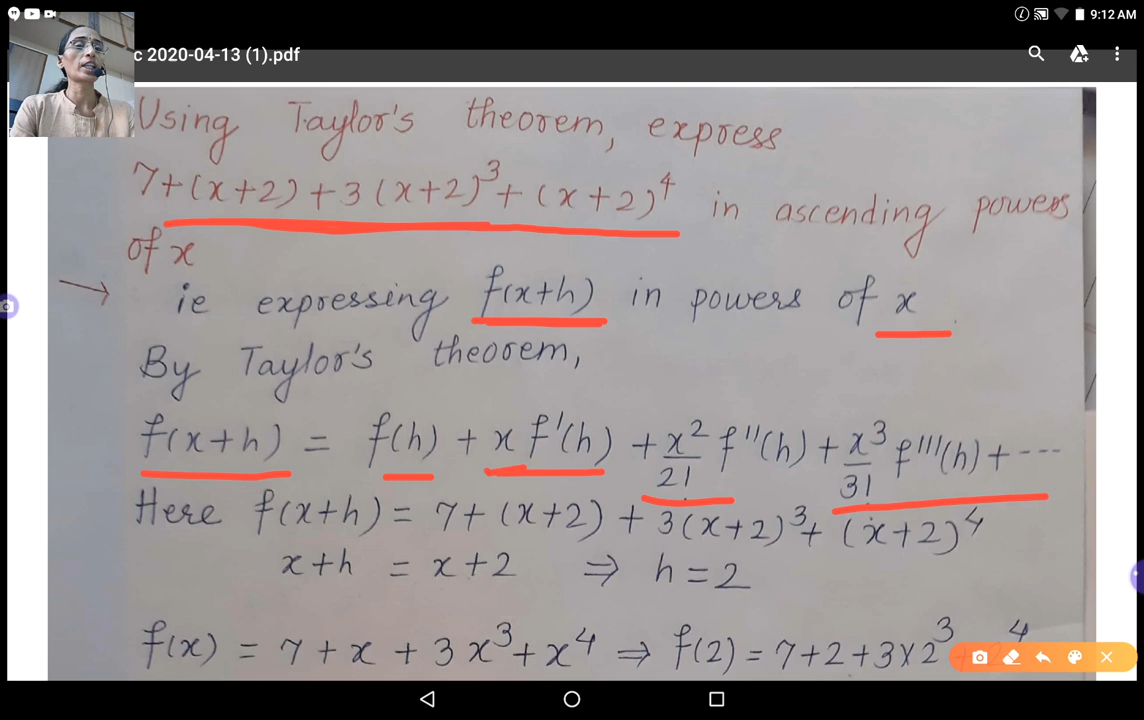 9:12 AM
c 2020-04-13 (1).pdf
Using Taylor's theorem, express
7+(x+2)+3(x+2)³+(x+2)⁴ in ascending powers
of x
→ ie expressing f(x+h) in powers of x
By Taylor's theorem,
f(x+h) = f(h) + x f'(h) + x²/2! f''(h) + x³/3! f'''(h) + ---
Here f(x+h) = 7+(x+2) + 3(x+2)³+ (x+2)⁴
x+h = x+2 ⇒ h=2
f(x) = 7+x+3x³+x⁴ ⇒ f(2) = 7+2+3×2³